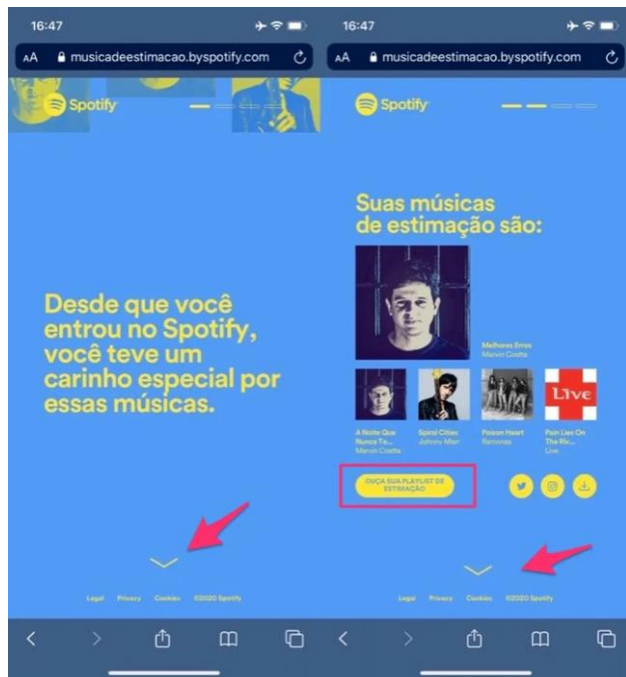 16:47
AA musicadeestimacao.byspotify.com
Spotify
Desde que você
entrou no Spotify,
você teve um
carinho especial por
essas músicas.
Legal Privacy Cookies ©2020 Spotify
16:47
AA musicadeestimacao.byspotify.com
Spotify
Suas músicas
de estimação são:
Melhores Erros
Marvin Costta
A Noite Que
Nunca Te...
Marvin Costta
Spiral Cities
Johnny Marr
Poison Heart
Ramones
LIVE
Pain Lies On
The Riv...
Live
OUÇA SUA PLAYLIST DE
ESTIMAÇÃO
Legal Privacy Cookies ©2020 Spotify